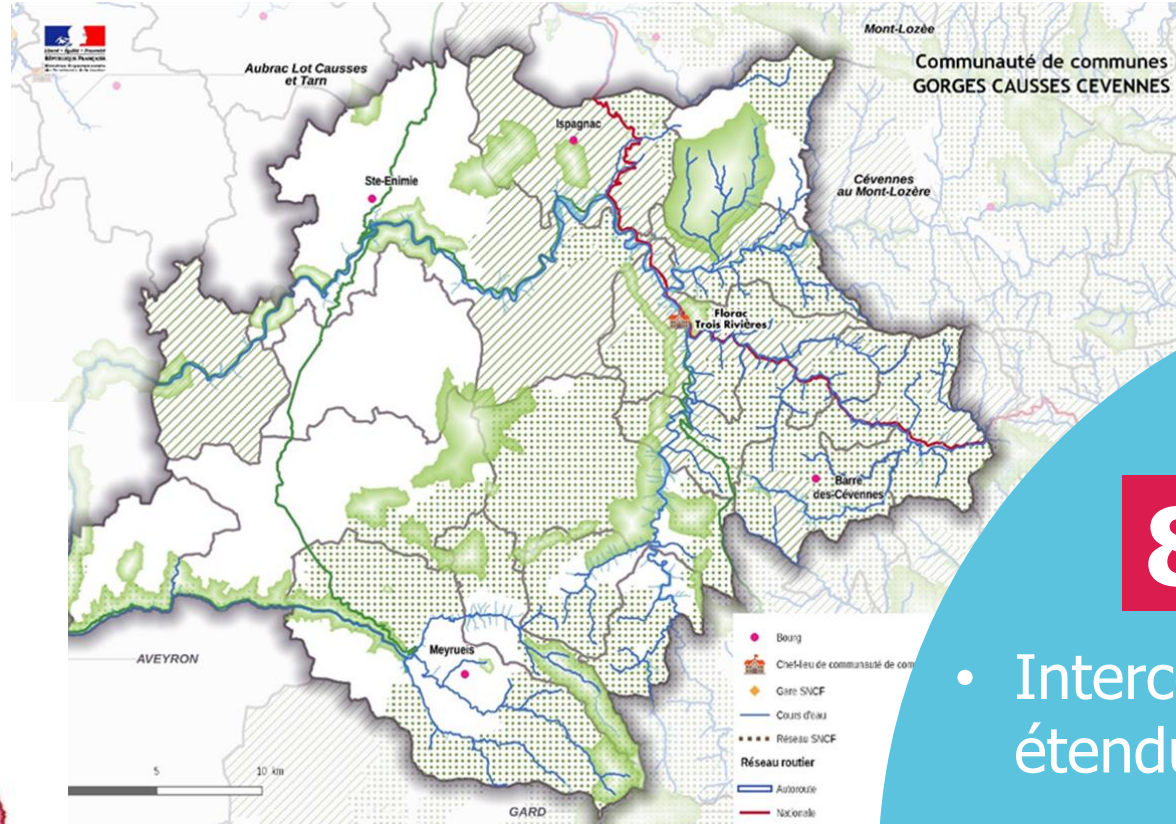 Mont-Lozèe
Communauté de communes
GORGES CAUSSES CEVENNES
Aubrac Lot Causses
et Tarn
Ispagnac
Ste-Enimie
Cévennes
au Mont-Lozère
Florac
Trois Rivières
Barre
des-Cévennes
8
Interc
étendu
Meyrueis
AVEYRON
GARD
5
10 km
Bourg
Chef-lieu de communauté de com
Gare SNCF
Cours d'eau
Réseau SNCF
Réseau routier
Autoroute
Nationale